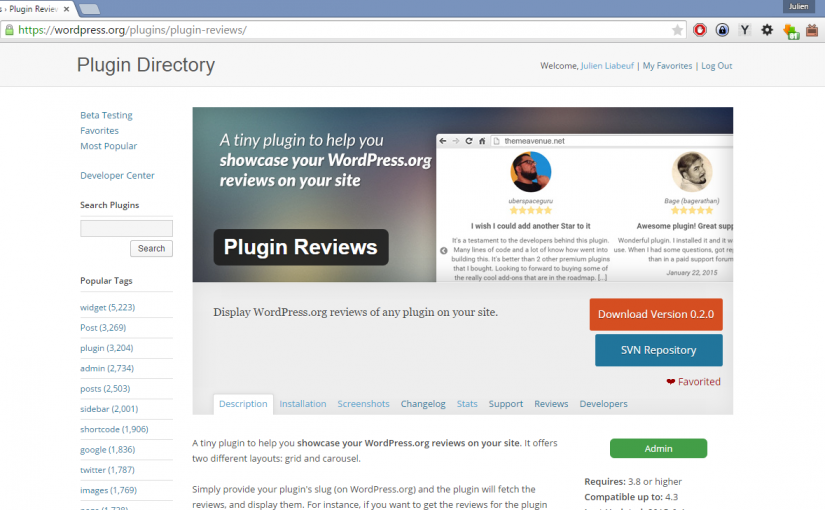 Julien
s › Plugin Review
https://wordpress.org/plugins/plugin-reviews/
Y
Plugin Directory
Welcome, Julien Liabeuf | My Favorites | Log Out
Beta Testing
Favorites
Most Popular
Developer Center
Search Plugins
Search
Popular Tags
widget (5,223)
Post (3,269)
plugin (3,204)
admin (2,734)
posts (2,503)
sidebar (2,001)
shortcode (1,906)
google (1,836)
twitter (1,787)
images (1,769)
A tiny plugin to help you
showcase your WordPress.org
reviews on your site
Plugin Reviews
themeavenue.net
uberspaceguru
I wish I could add another Star to it
It's a testament to the developers behind this plugin.
Many lines of code and a lot of know how went into
building this. It's better than 2 other premium plugins
that I bought. Looking forward to buying some of
the really cool add-ons that are in the roadmap. [...]
Bage (bagerathan)
Awesome plugin! Great supp
Wonderful plugin. I installed it and it w
use. When I had some questions, got rep
than in a paid support forum
January 22, 2015
Display WordPress.org reviews of any plugin on your site.
Download Version 0.2.0
SVN Repository
Favorited
Description Installation Screenshots Changelog Stats Support Reviews Developers
A tiny plugin to help you showcase your WordPress.org reviews on your site. It offers
two different layouts: grid and carousel.
Simply provide your plugin's slug (on WordPress.org) and the plugin will fetch the
reviews, and display them. For instance, if you want to get the reviews for the plugin
Admin
Requires: 3.8 or higher
Compatible up to: 4.3